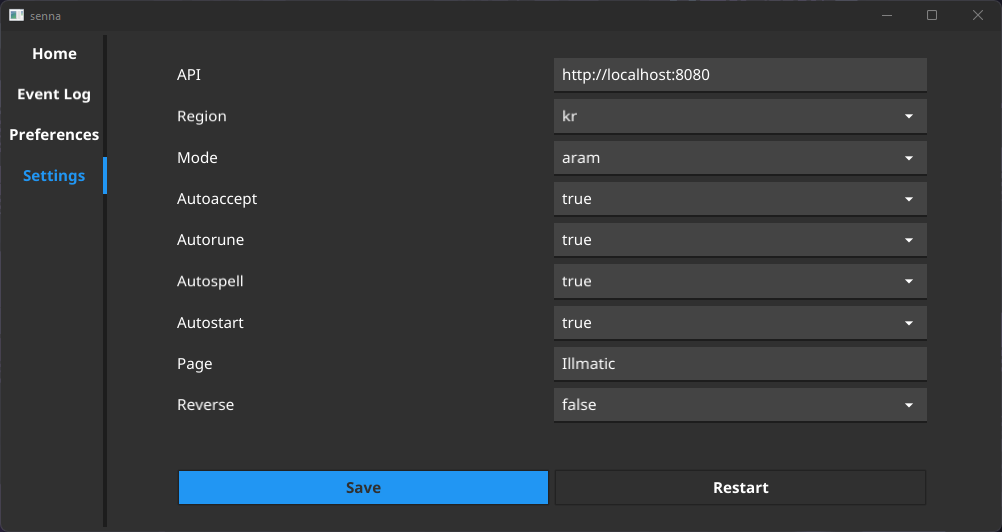 senna
Home
Event Log
Preferences
Settings
API http://localhost:8080
Region kr
Mode aram
Autoaccept true
Autorune true
Autospell true
Autostart true
Page Illmatic
Reverse false
Save Restart